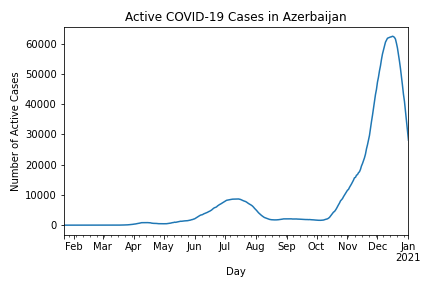 Active COVID-19 Cases in Azerbaijan
60000
50000
40000
30000
20000
10000
0
Number of Active Cases
Feb Mar Apr May Jun Jul Aug Sep Oct Nov Dec Jan
2021
Day